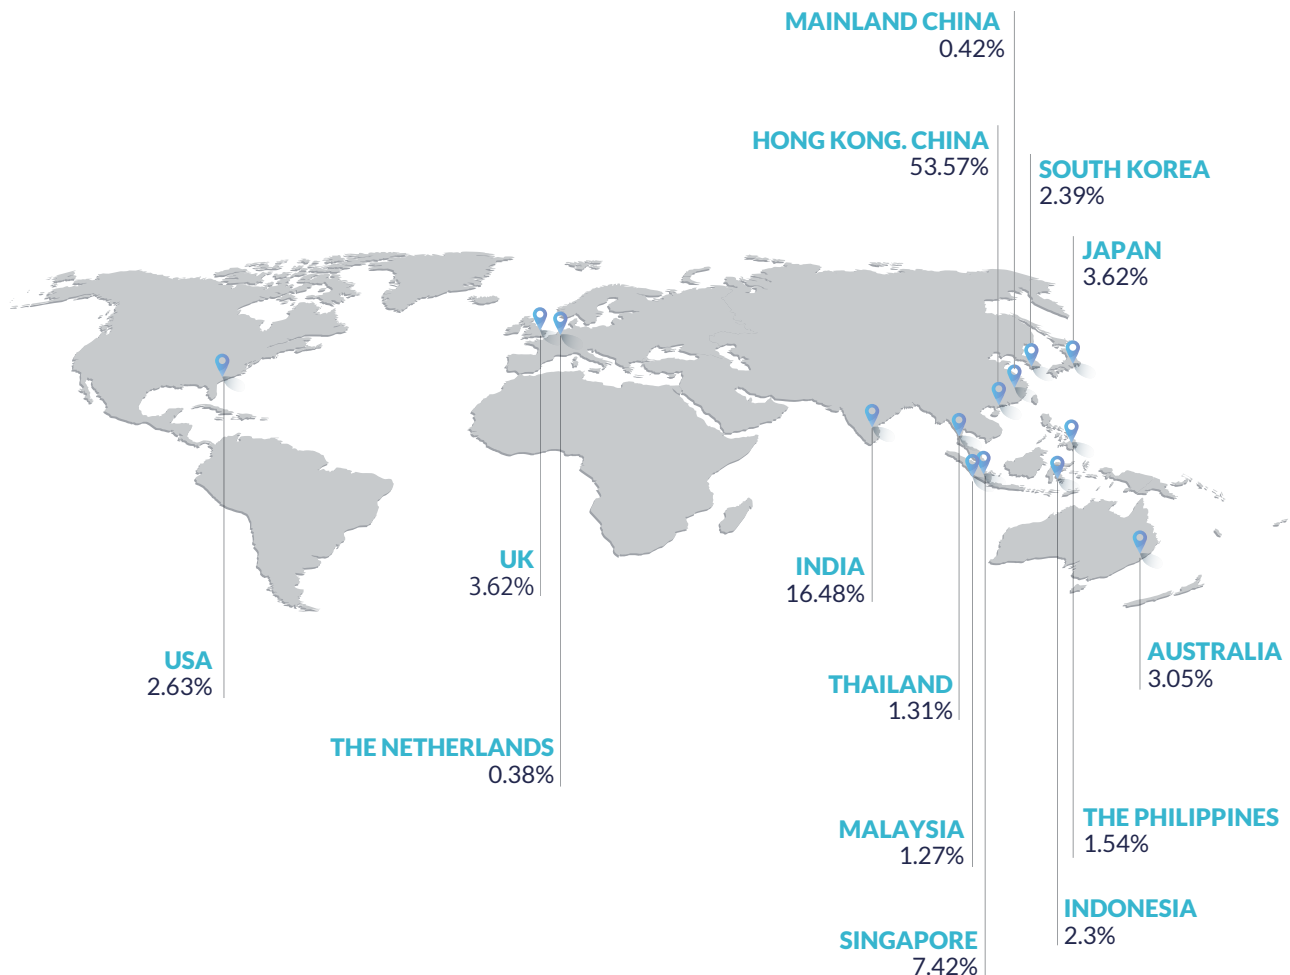 MAINLAND CHINA
0.42%
HONG KONG. CHINA
53.57%
SOUTH KOREA
2.39%
JAPAN
3.62%
UK
3.62%
INDIA
16.48%
USA
2.63%
AUSTRALIA
3.05%
THAILAND
1.31%
THE NETHERLANDS
0.38%
MALAYSIA
1.27%
THE PHILIPPINES
1.54%
INDONESIA
2.3%
SINGAPORE
7.42%